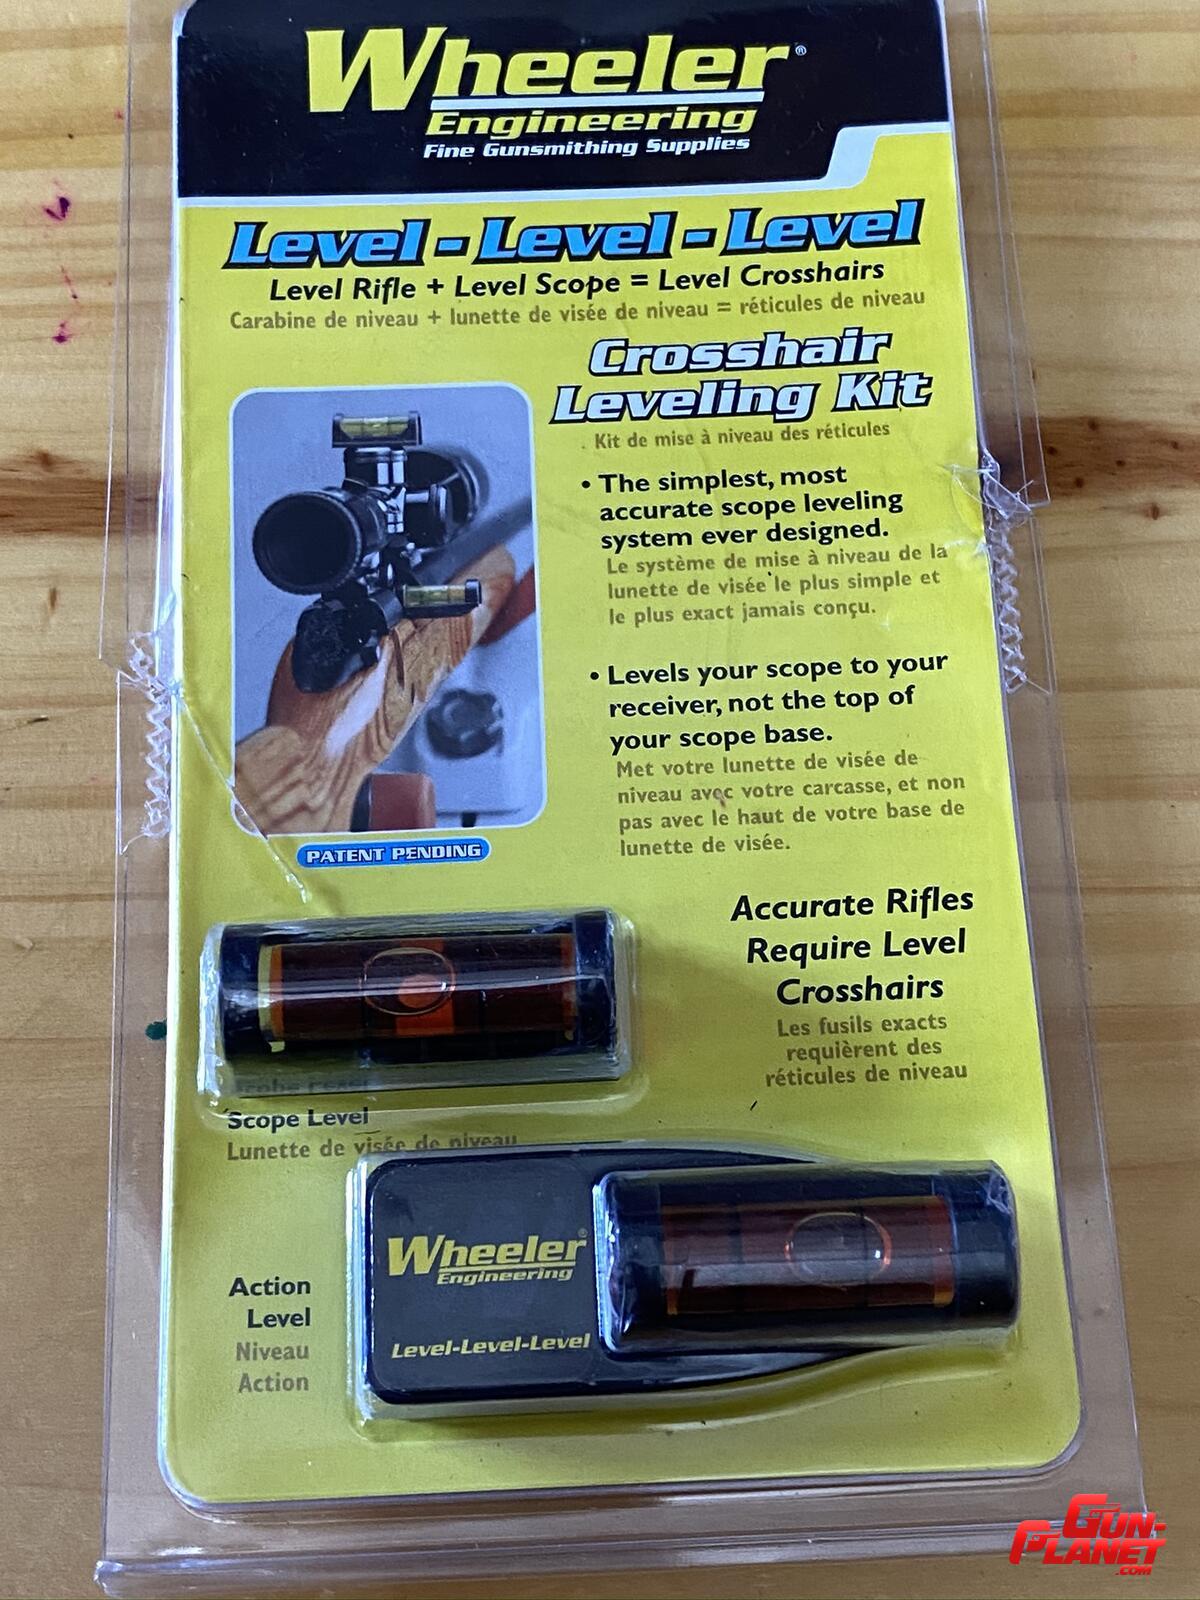 Wheeler®
Engineering
Fine Gunsmithing Supplies
Level - Level - Level
Level Rifle + Level Scope = Level Crosshairs
Carabine de niveau + lunette de visée de niveau = réticules de niveau
Crosshair
Leveling Kit
Kit de mise à niveau des réticules
• The simplest, most
accurate scope leveling
system ever designed.
Le système de mise à niveau de la
lunette de visée le plus simple et
le plus exact jamais conçu.
• Levels your scope to your
receiver, not the top of
your scope base.
Met votre lunette de visée de
niveau avec votre carcasse, et non
pas avec le haut de votre base de
lunette de visée.
PATENT PENDING
Accurate Rifles
Require Level
Crosshairs
Les fusils exacts
requièrent des
réticules de niveau
Scope Level
Lunette de visée de niveau
Wheeler®
Engineering
Level-Level-Level
Action
Level
Niveau
Action
GUN-
PLANET
.COM